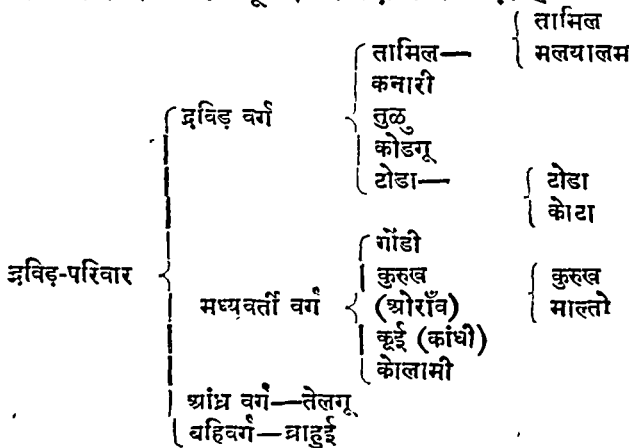 तामिल
तामिल— मलयालम
कनारी
द्रविड़ वर्ग तुळु
कोडगू
टोडा— टोडा
कोटा
गोंडी
द्रविड़-परिवार कुरुख कुरुख
मध्यवर्ती वर्ग (ओराँव) माल्तो
कूई (कांधी)
कोलामी
आंध्र वर्ग—तेलगू
बहिवर्ग—ब्राहुई